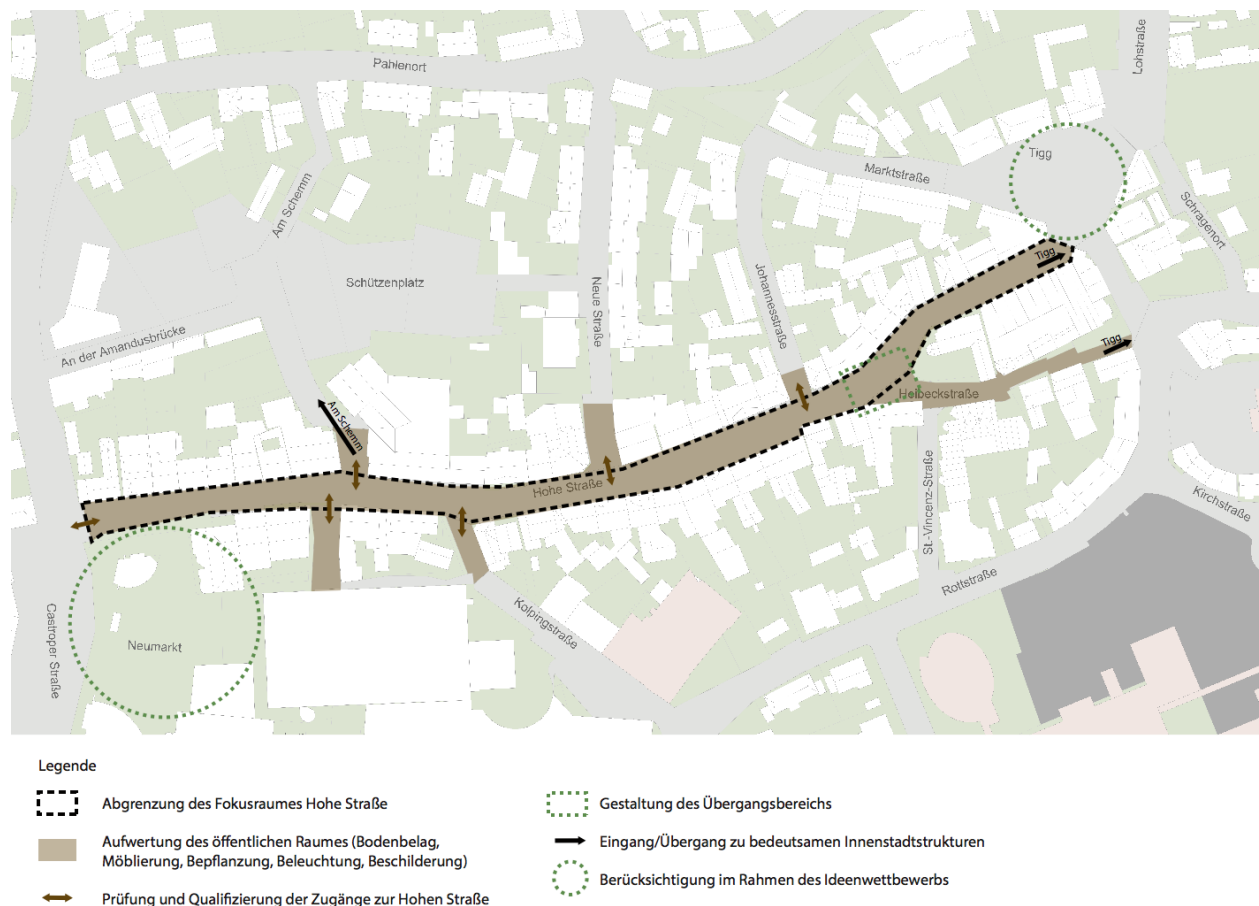 Pahlenort
Lohstraße
Tigg
Marktstraße
Schragenort
Am Schemm
Schützenplatz
Neue Straße
Johannesstraße
Tigg
An der Amandusbrücke
Tigg
Heibeckstraße
Am Schemm
Hohe Straße
St.-Vincenz-Straße
Kirchstraße
Rottstraße
Castroper Straße
Neumarkt
Kolpingstraße
Legende
Abgrenzung des Fokusraumes Hohe Straße
Aufwertung des öffentlichen Raumes (Bodenbelag,
Möblierung, Bepflanzung, Beleuchtung, Beschilderung)
Prüfung und Qualifizierung der Zugänge zur Hohen Straße
Gestaltung des Übergangsbereichs
Eingang/Übergang zu bedeutsamen Innenstadtstrukturen
Berücksichtigung im Rahmen des Ideenwettbewerbs